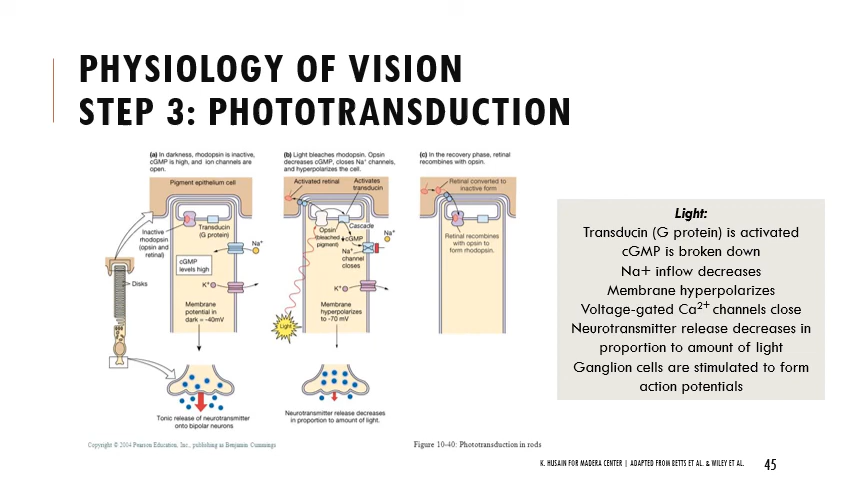 PHYSIOLOGY OF VISION
STEP 3: PHOTOTRANSDUCTION
(a) In darkness, rhodopsin is inactive,
cGMP is high, and ion channels are
open.
Pigment epithelium cell
Inactive
rhodopsin
(opsin and
retinal)
Transducin
(G protein)
Na+
cGMP
levels high
K+
Disks
Membrane
potential in
dark = -40mV
Tonic release of neurotransmitter
onto bipolar neurons
(b) Light bleaches rhodopsin. Opsin
decreases cGMP, closes Na+ channels,
and hyperpolarizes the cell.
Activated retinal
Activates
transducin
Opsin
(bleached
pigment)
Cascade
cGMP
Na+
Na+
channel
closes
K+
Membrane
hyperpolarizes
to -70 mV
Light
Neurotransmitter release decreases
in proportion to amount of light.
(c) In the recovery phase, retinal
recombines with opsin.
Retinal converted to
inactive form
Retinal recombines
with opsin to
form rhodopsin.
Light:
Transducin (G protein) is activated
cGMP is broken down
Na+ inflow decreases
Membrane hyperpolarizes
Voltage-gated Ca2+ channels close
Neurotransmitter release decreases in
proportion to amount of light
Ganglion cells are stimulated to form
action potentials
Copyright © 2004 Pearson Education, Inc., publishing as Benjamin Cummings
Figure 10-40: Phototransduction in rods
K. HUSAIN FOR MADERA CENTER | ADAPTED FROM BETTS ET AL. & WILEY ET AL.
45